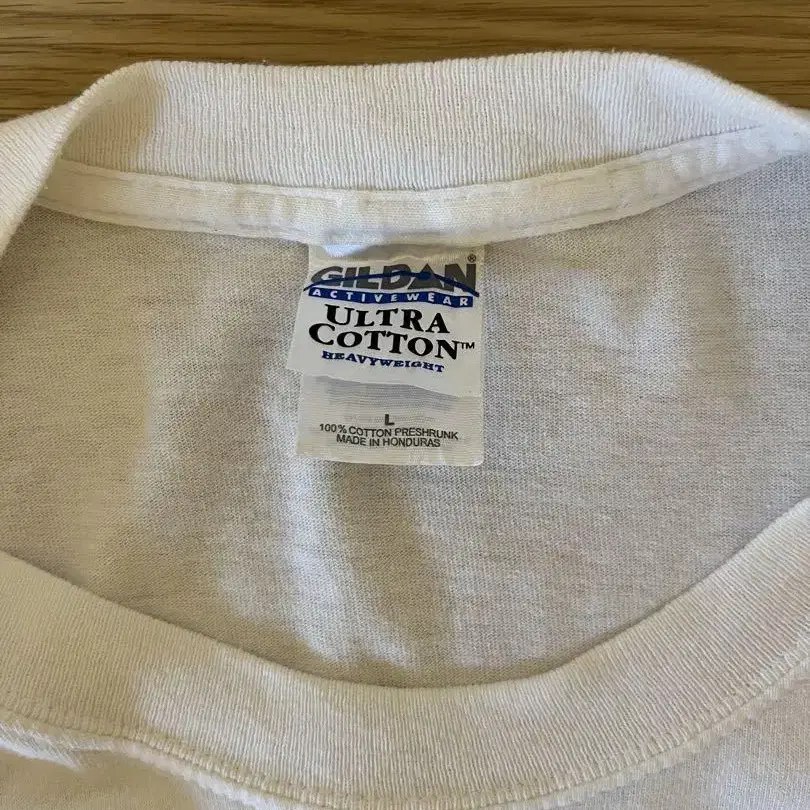 GILDAN®
ACTIVEWEAR
ULTRA
COTTON™
HEAVYWEIGHT
L
100% COTTON PRESHRUNK
MADE IN HONDURAS